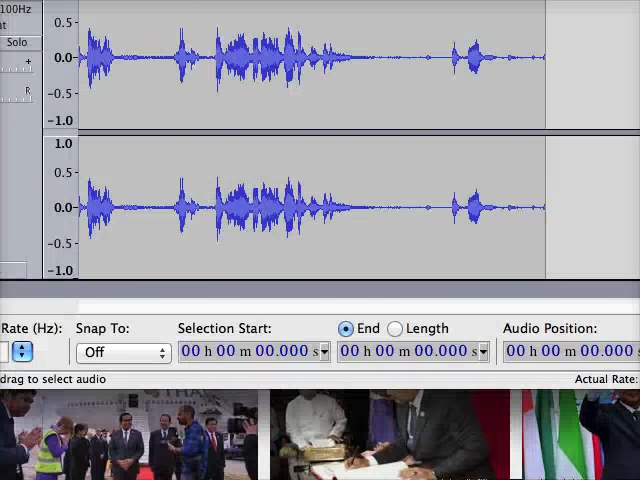 100Hz
at
Solo
+
R
0.5
0.0
-0.5
-1.0
1.0
0.5
0.0
-0.5
-1.0
Rate (Hz):
Snap To:
Selection Start:
End
Length
Audio Position:
Off
00 h 00 m 00.000 s
00 h 00 m 00.000 s
00 h 00 m 00.000 s
drag to select audio
Actual Rate: